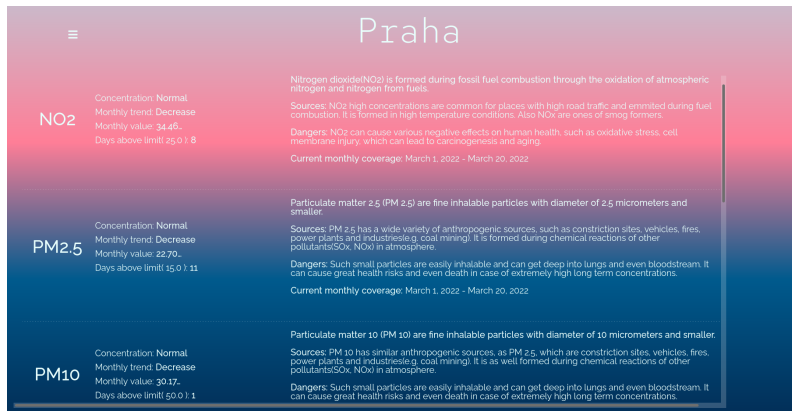 Praha
NO2
Concentration: Normal
Monthly trend: Decrease
Monthly value: 34.46..
Days above limit( 25.0 ): 8
Nitrogen dioxide(NO2) is formed during fossil fuel combustion through the oxidation of atmospheric
nitrogen and nitrogen from fuels.
Sources: NO2 high concentrations are common for places with high road traffic and emmited during fuel
combustion. It is formed in high temperature conditions. Also NOx are ones of smog formers.
Dangers: NO2 can cause various negative effects on human health, such as oxidative stress, cell
membrane injury, which can lead to carcinogenesis and aging.
Current monthly coverage: March 1, 2022 - March 20, 2022
PM2.5
Concentration: Normal
Monthly trend: Decrease
Monthly value: 22.70..
Days above limit( 15.0 ): 11
Particulate matter 2.5 (PM 2.5) are fine inhalable particles with diameter of 2.5 micrometers and
smaller.
Sources: PM 2.5 has a wide variety of anthropogenic sources, such as constriction sites, vehicles, fires,
power plants and industries(e.g. coal mining). It is formed during chemical reactions of other
pollutants(SOx, NOx) in atmosphere.
Dangers: Such small particles are easily inhalable and can get deep into lungs and even bloodstream. It
can cause great health risks and even death in case of extremely high long term concentrations.
Current monthly coverage: March 1, 2022 - March 20, 2022
PM10
Concentration: Normal
Monthly trend: Decrease
Monthly value: 30.17..
Days above limit( 50.0 ): 1
Particulate matter 10 (PM 10) are fine inhalable particles with diameter of 10 micrometers and smaller.
Sources: PM 10 has similar anthropogenic sources, as PM 2.5, which are constriction sites, vehicles, fires,
power plants and industries(e.g. coal mining). It is as well formed during chemical reactions of other
pollutants(SOx, NOx) in atmosphere.
Dangers: Such small particles are easily inhalable and can get deep into lungs and even bloodstream. It
can cause great health risks and even death in case of extremely high long term concentrations.